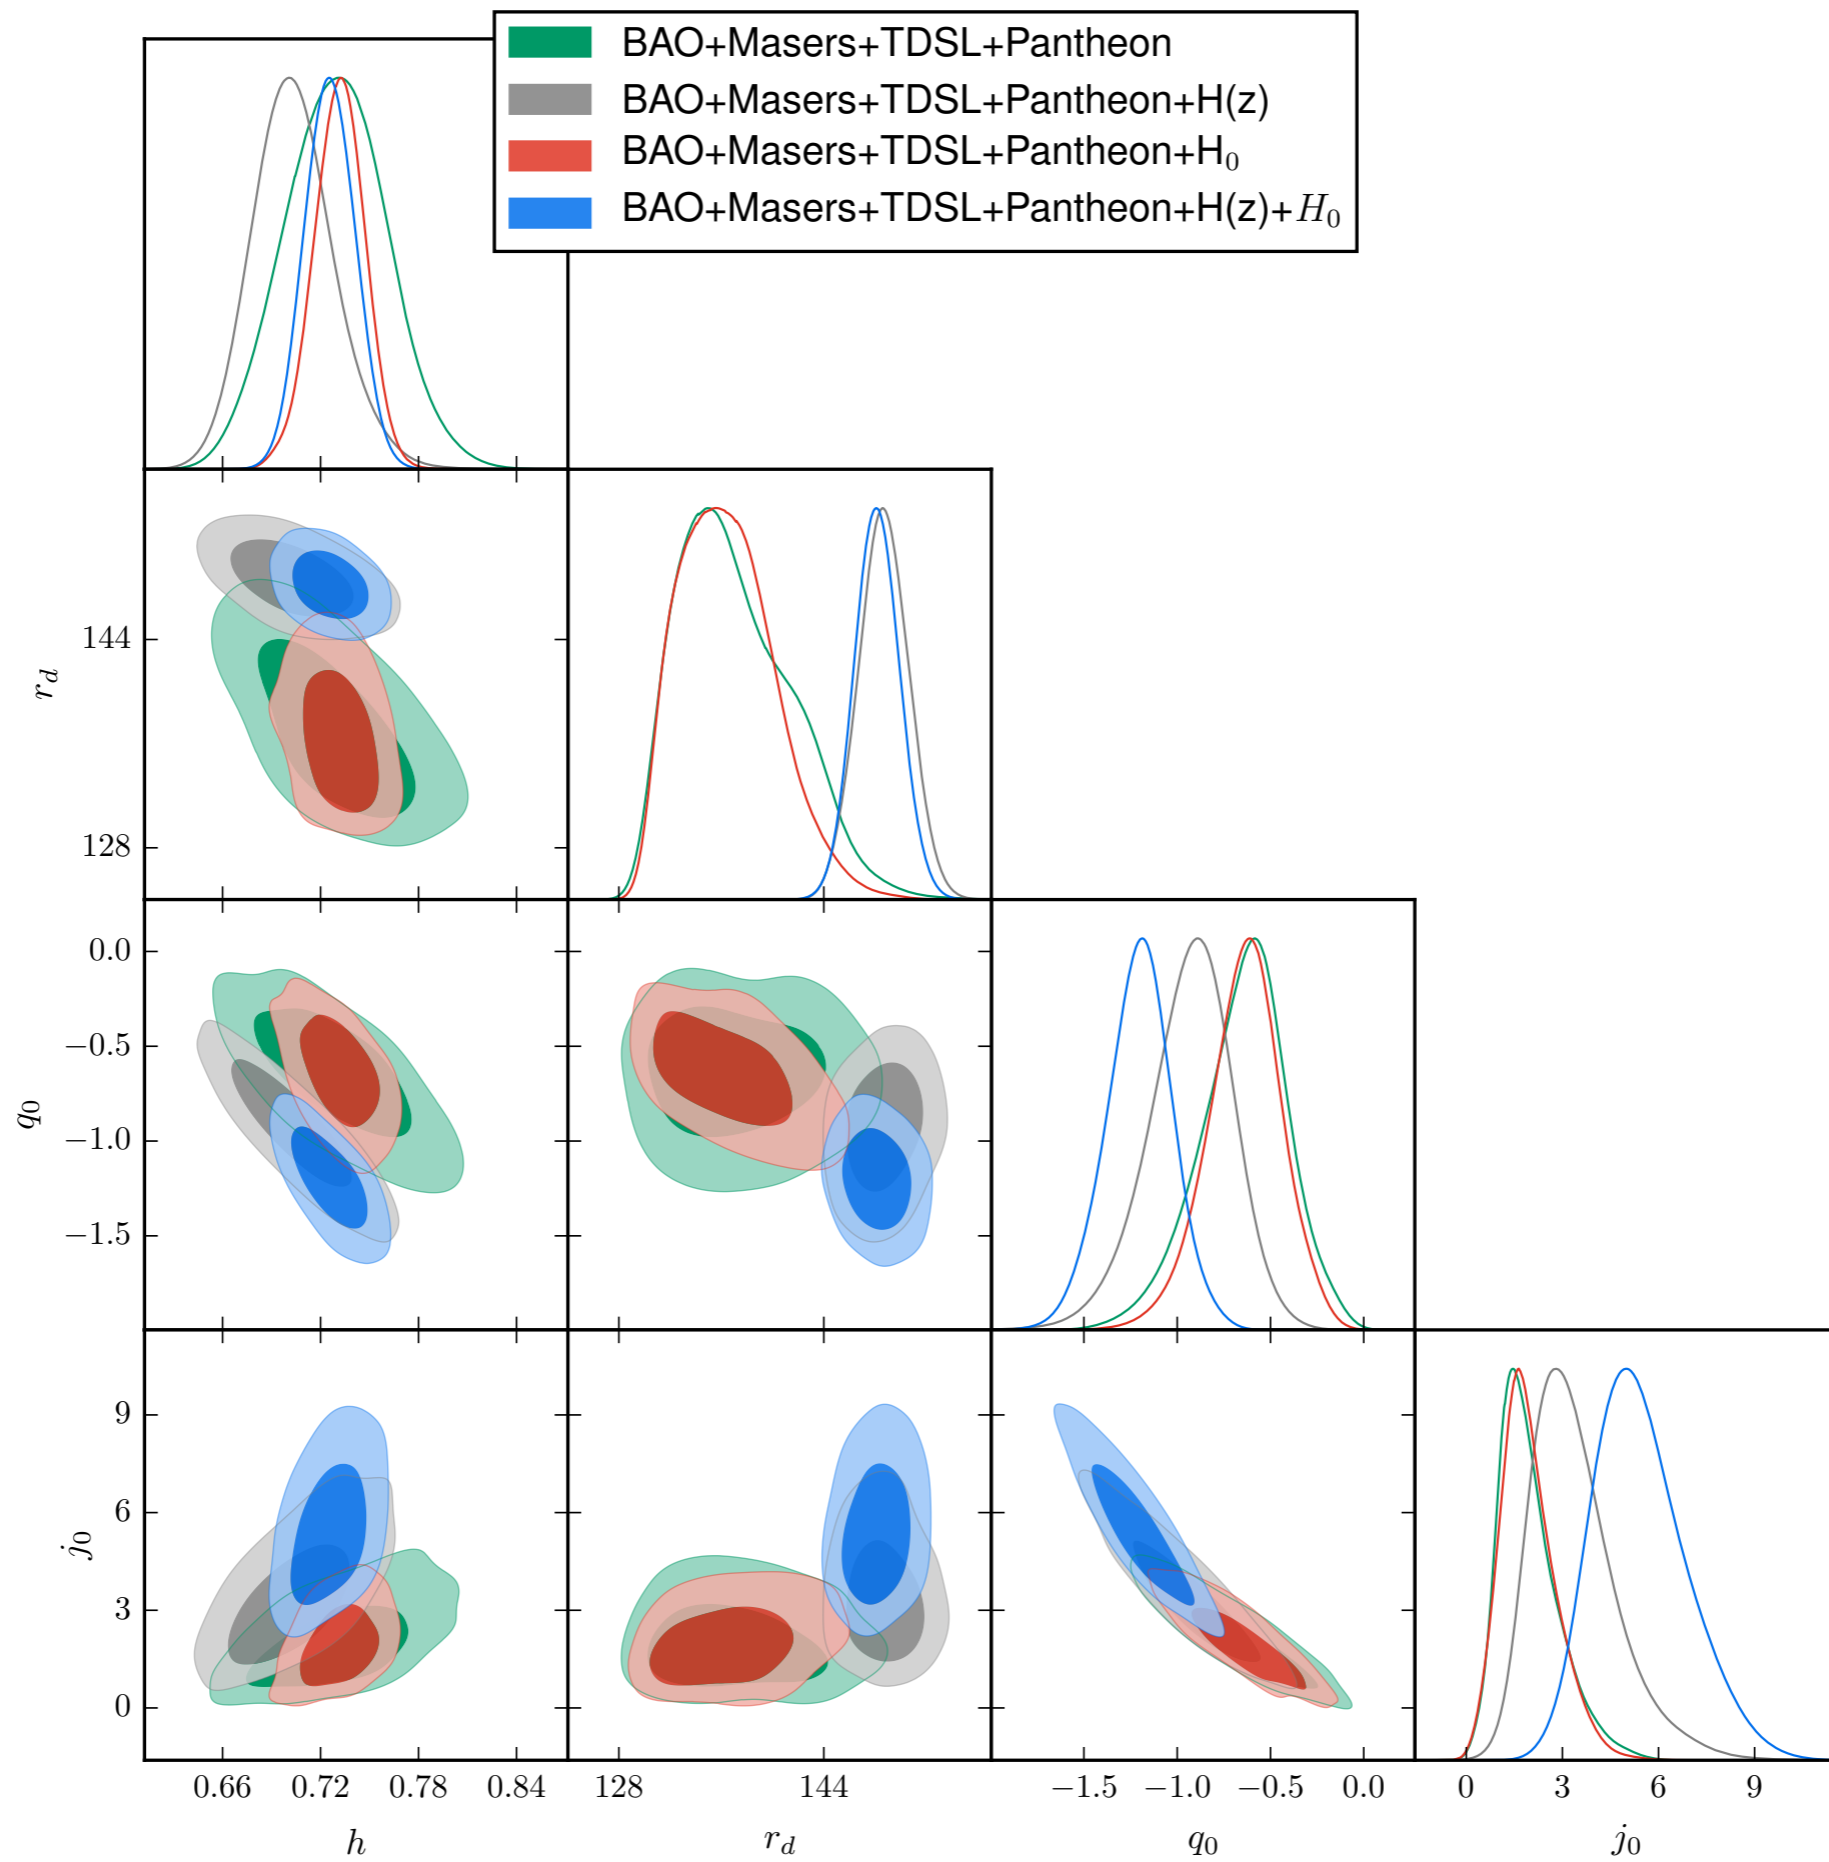 BAO+Masers+TDSL+Pantheon
BAO+Masers+TDSL+Pantheon+H(z)
BAO+Masers+TDSL+Pantheon+H₀
BAO+Masers+TDSL+Pantheon+H(z)+H₀
144
128
r_d
0.0
−0.5
−1.0
−1.5
q₀
9
6
3
0
j₀
0.66 0.72 0.78 0.84 128 144 −1.5 −1.0 −0.5 0.0 0 3 6 9
h r_d q₀ j₀